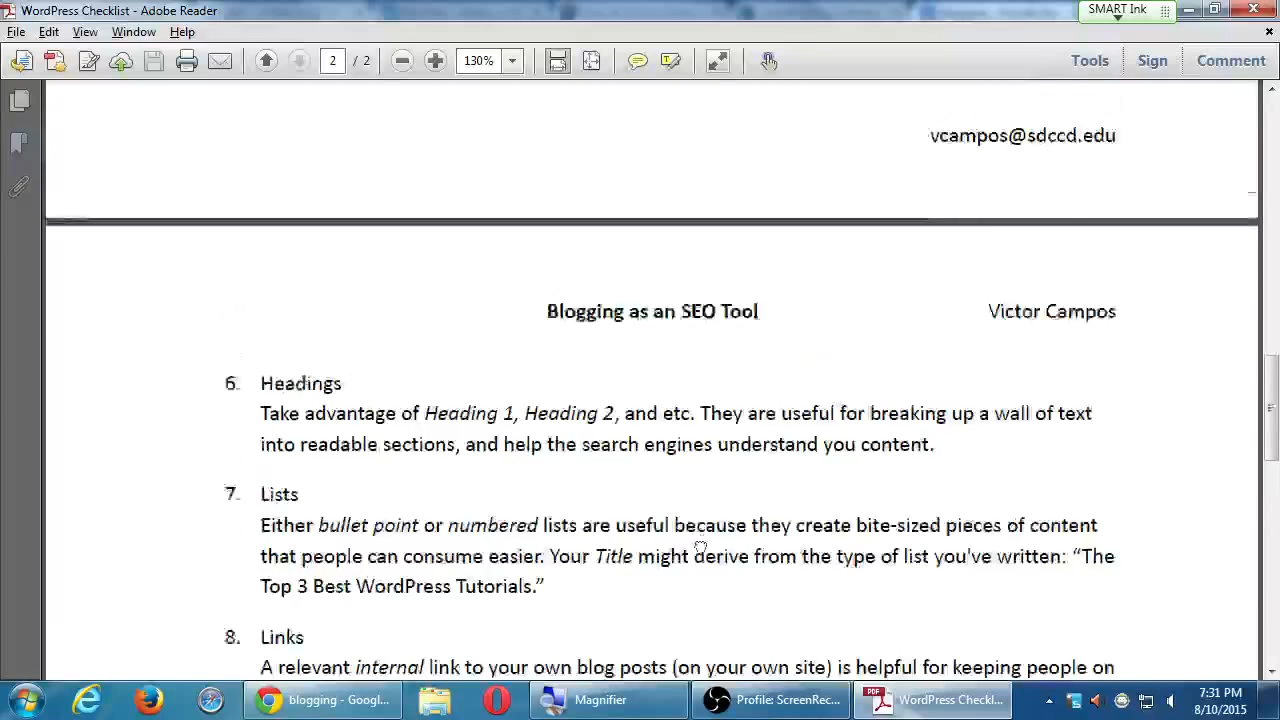 WordPress Checklist - Adobe Reader
SMART Ink
File Edit View Window Help
2 / 2
130%
Tools Sign Comment
vcampos@sdccd.edu
Blogging as an SEO Tool Victor Campos
6. Headings
Take advantage of Heading 1, Heading 2, and etc. They are useful for breaking up a wall of text
into readable sections, and help the search engines understand you content.
7. Lists
Either bullet point or numbered lists are useful because they create bite-sized pieces of content
that people can consume easier. Your Title might derive from the type of list you've written: “The
Top 3 Best WordPress Tutorials.”
8. Links
A relevant internal link to your own blog posts (on your own site) is helpful for keeping people on
blogging - Googl...
Magnifier
Profile: ScreenRec...
PDF
WordPress Checkl...
7:31 PM
8/10/2015